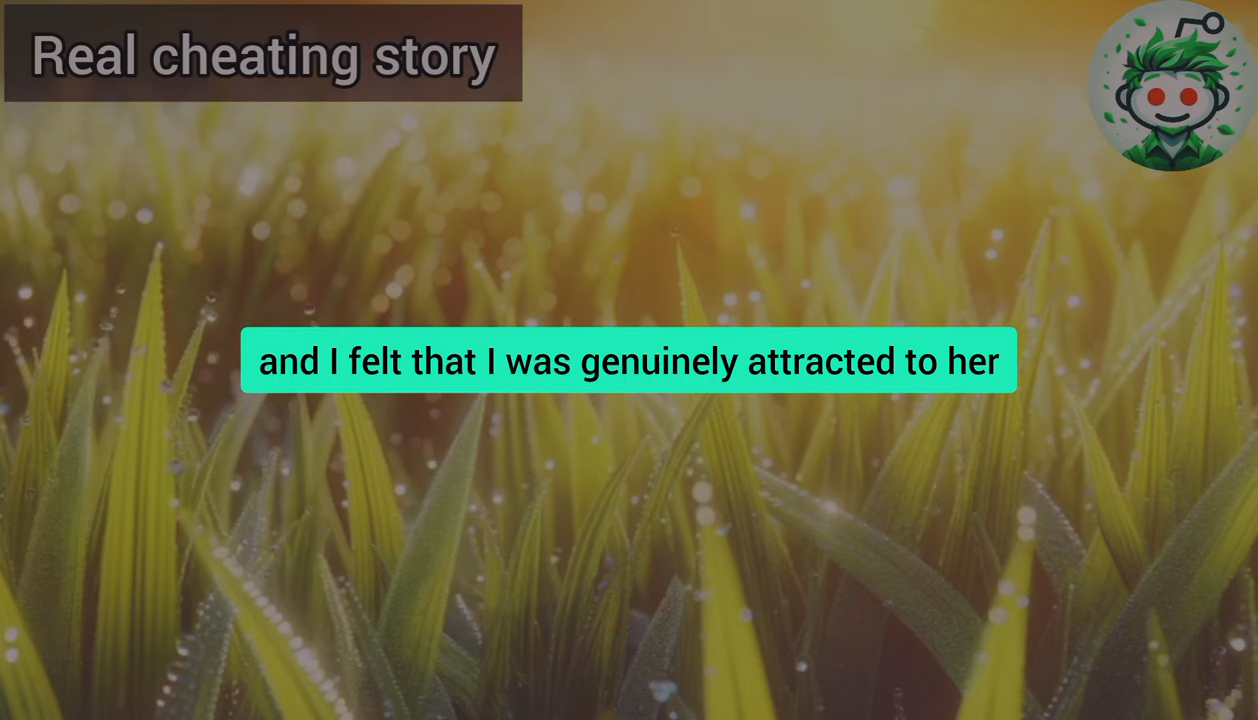 Real cheating story
and I felt that I was genuinely attracted to her